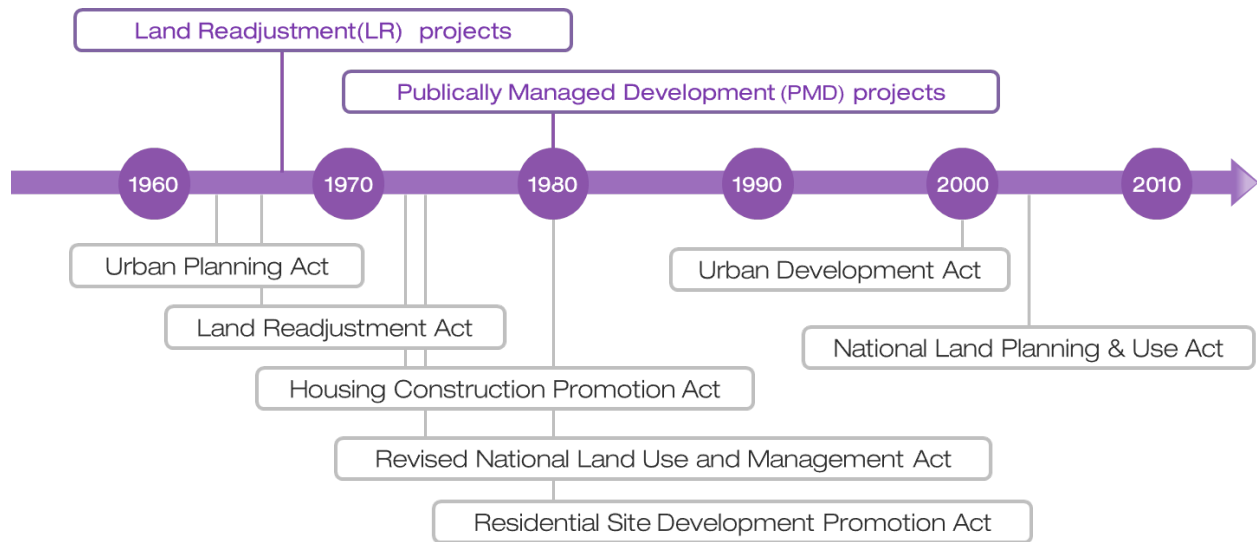 Land Readjustment(LR) projects
Publically Managed Development (PMD) projects
1960
1970
1980
1990
2000
2010
Urban Planning Act
Urban Development Act
Land Readjustment Act
National Land Planning & Use Act
Housing Construction Promotion Act
Revised National Land Use and Management Act
Residential Site Development Promotion Act